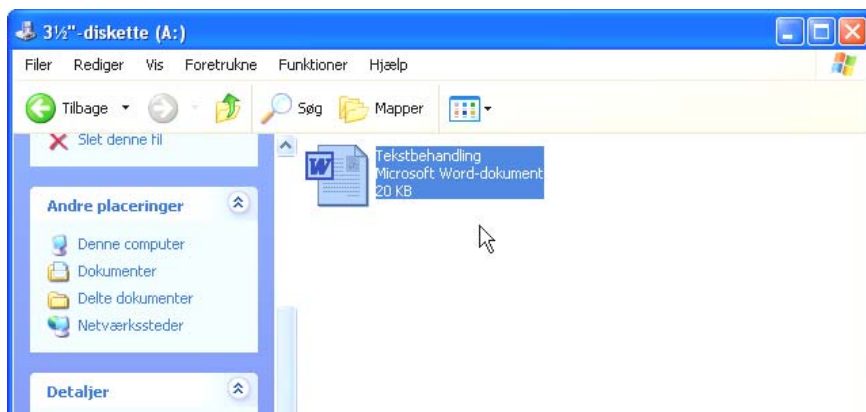 3½"-diskette (A:)
Filer Rediger Vis Foretrukne Funktioner Hjælp
Tilbage Søg Mapper
Slet denne fil
Tekstbehandling
Microsoft Word-dokument
20 KB
Andre placeringer
Denne computer
Dokumenter
Delte dokumenter
Netværkssteder
Detaljer